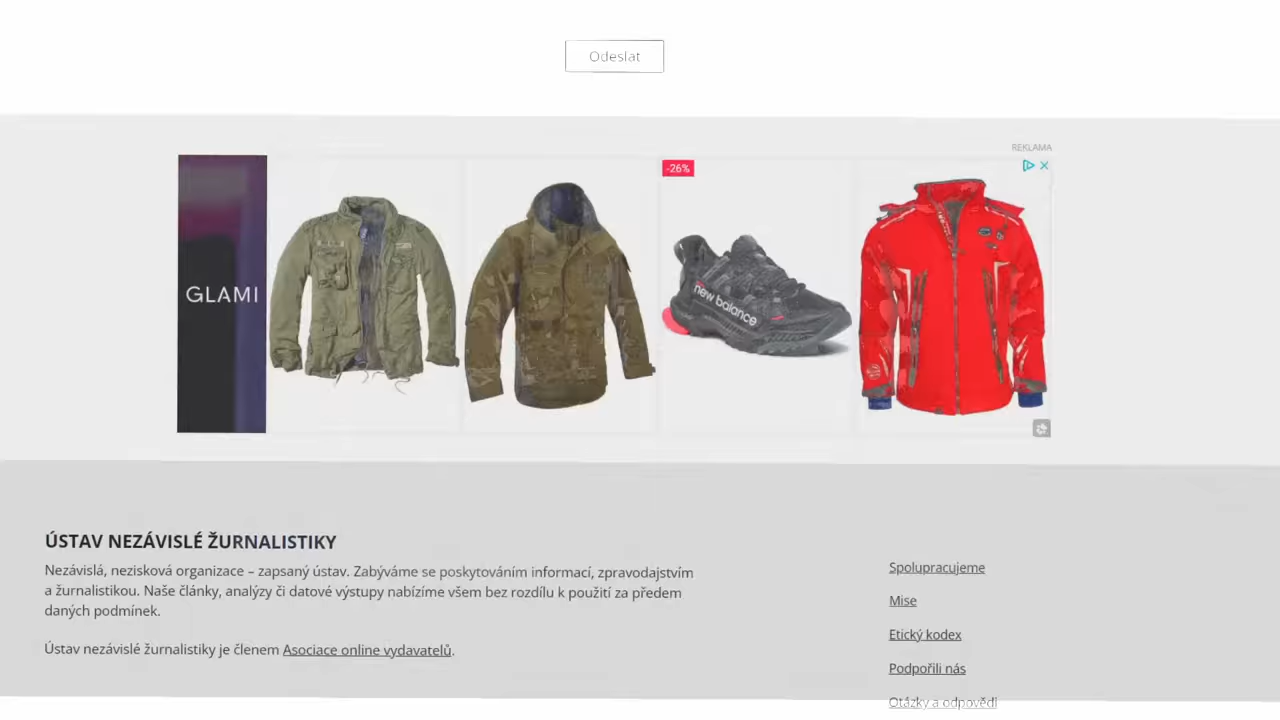 Odeslat
REKLAMA
-26%
GLAMI
new balance
ÚSTAV NEZÁVISLÉ ŽURNALISTIKY
Nezávislá, nezisková organizace – zapsaný ústav. Zabýváme se poskytováním informací, zpravodajstvím
a žurnalistikou. Naše články, analýzy či datové výstupy nabízíme všem bez rozdílu k použití za předem
daných podmínek.
Ústav nezávislé žurnalistiky je členem Asociace online vydavatelů.
Spolupracujeme
Mise
Etický kodex
Podpořili nás
Otázky a odpovědi